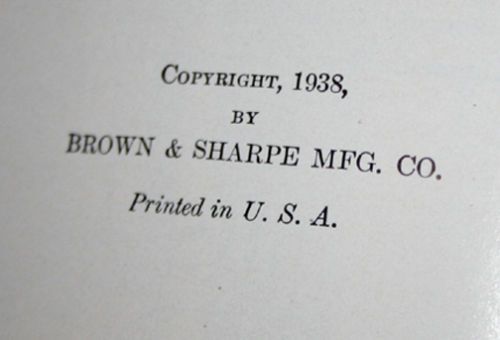 COPYRIGHT, 1938,
BY
BROWN & SHARPE MFG. CO.
Printed in U. S. A.